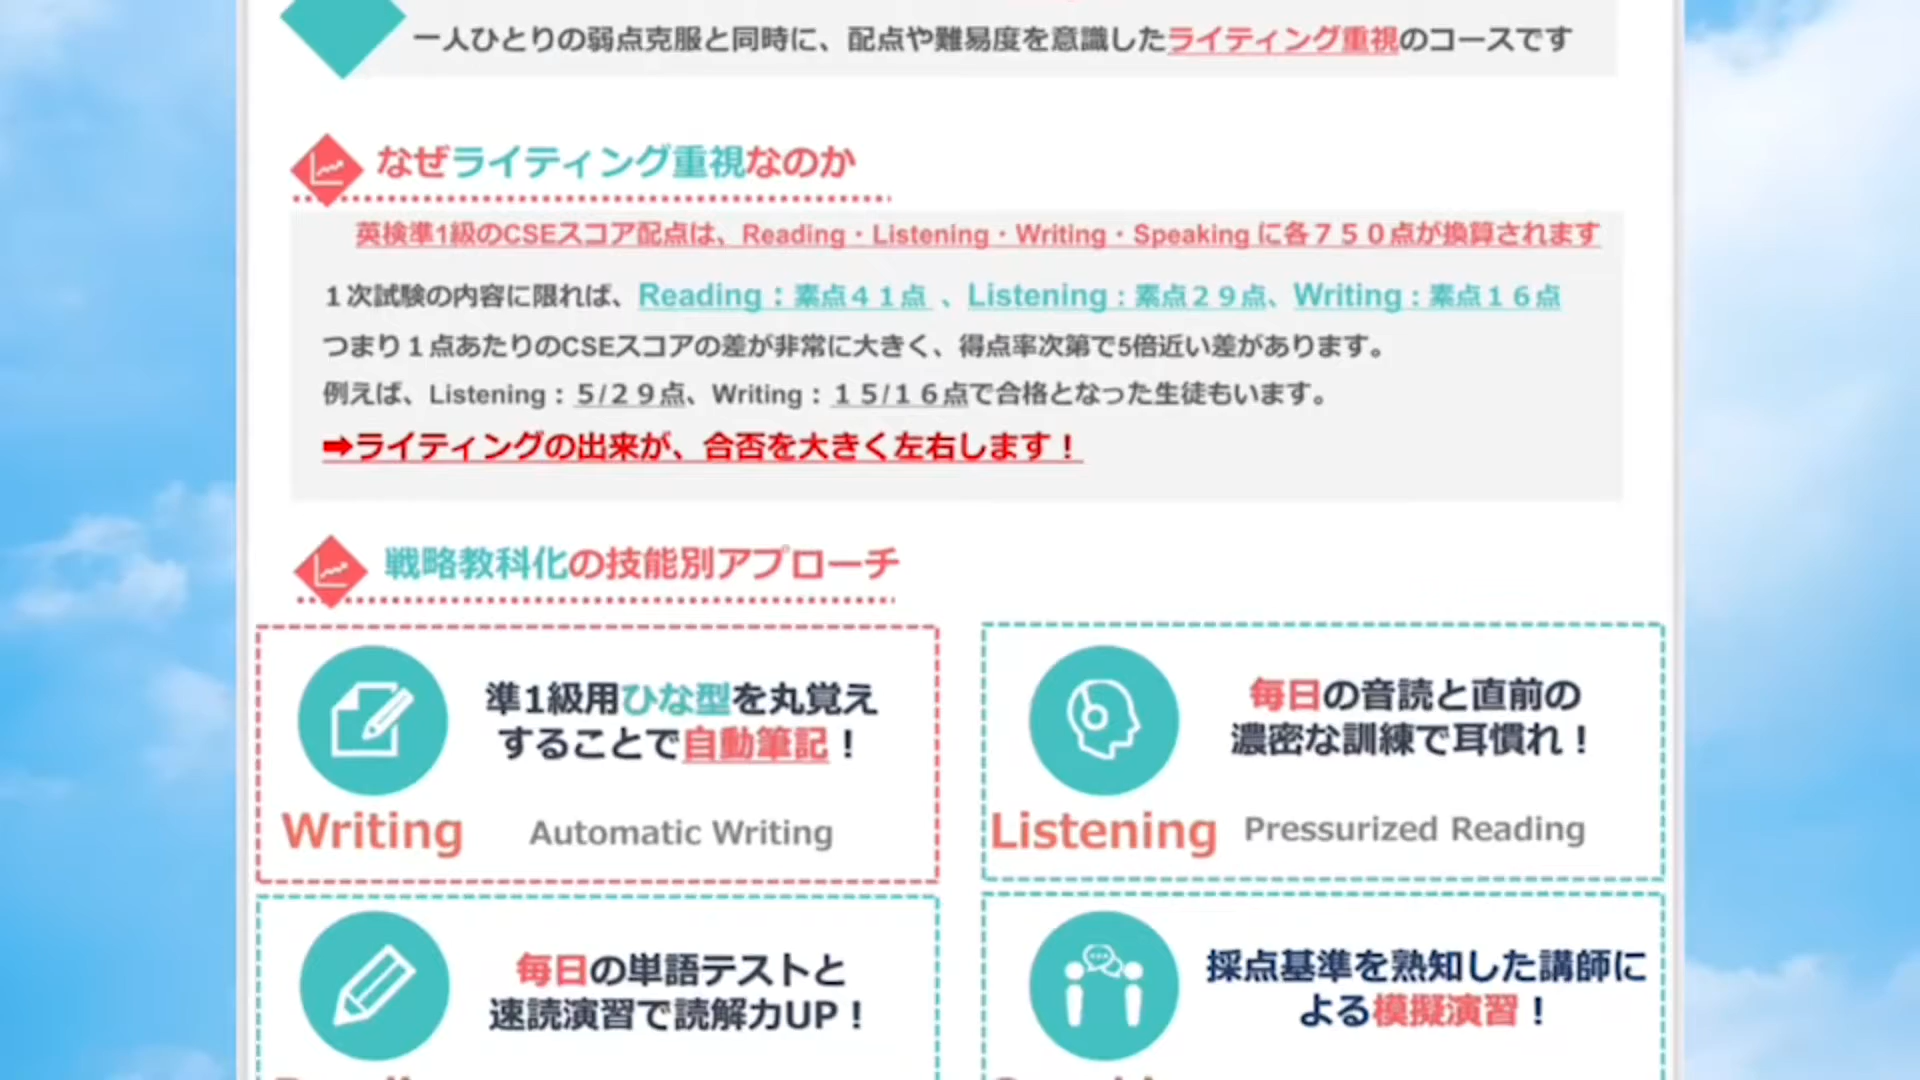 一人ひとりの弱点克服と同時に、配点や難易度を意識したライティング重視のコースです
なぜライティング重視なのか
英検準1級のCSEスコア配点は、Reading・Listening・Writing・Speaking に各７５０点が換算されます
１次試験の内容に限れば、Reading：素点４１点 、Listening：素点２９点、Writing：素点１６点
つまり１点あたりのCSEスコアの差が非常に大きく、得点率次第で5倍近い差があります。
例えば、Listening：５/２９点、Writing：１５/１６点で合格となった生徒もいます。
➡ライティングの出来が、合否を大きく左右します！
戦略教科化の技能別アプローチ
準1級用ひな型を丸覚え
することで自動筆記！
Writing
Automatic Writing
毎日の音読と直前の
濃密な訓練で耳慣れ！
Listening
Pressurized Reading
毎日の単語テストと
速読演習で読解力UP！
採点基準を熟知した講師に
よる模擬演習！